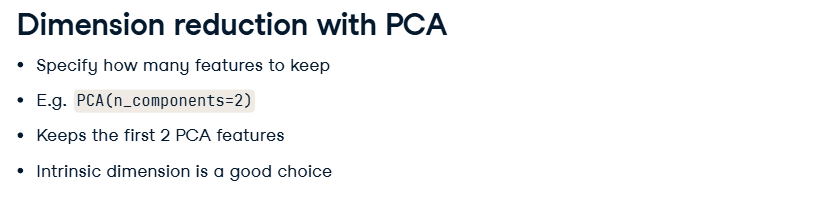 Dimension reduction with PCA
• Specify how many features to keep
• E.g. PCA(n_components=2)
• Keeps the first 2 PCA features
• Intrinsic dimension is a good choice